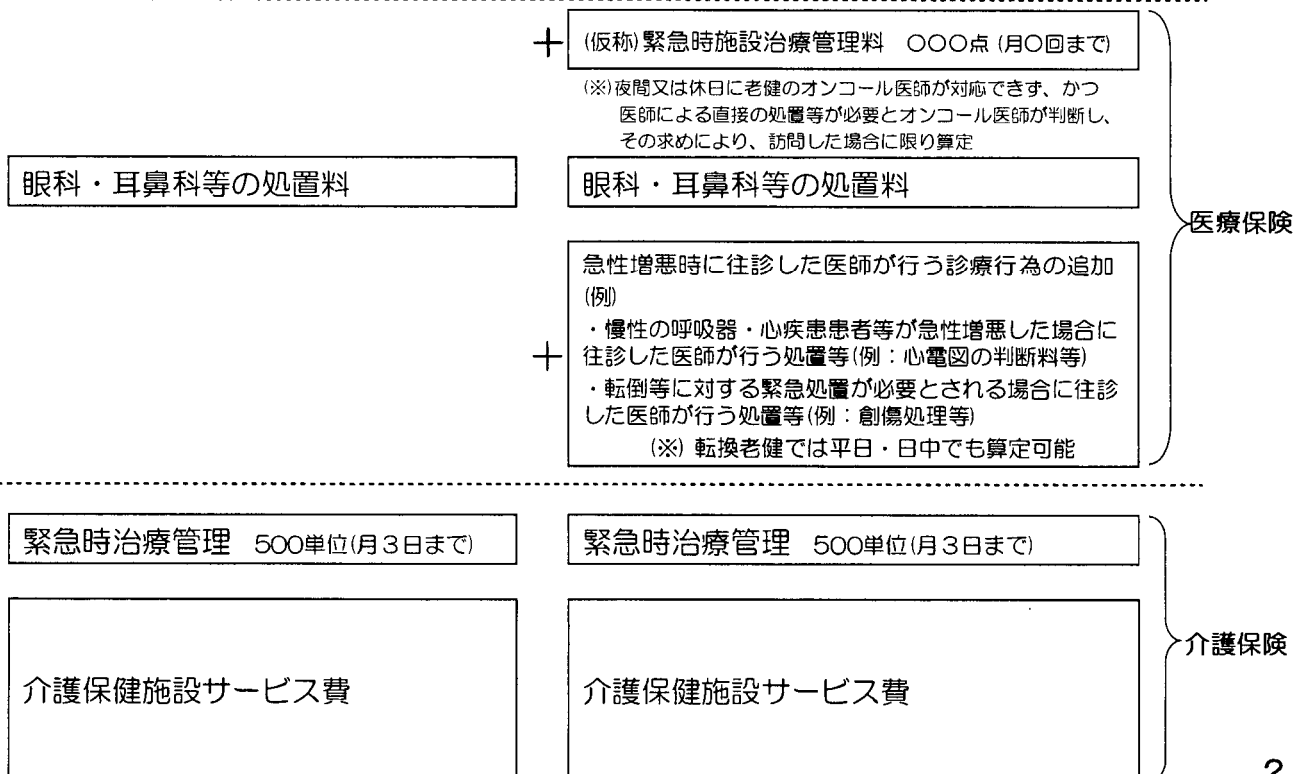 ＋
(仮称)緊急時施設治療管理料　○○○点 (月○回まで)
(※)夜間又は休日に老健のオンコール医師が対応できず、かつ
医師による直接の処置等が必要とオンコール医師が判断し、
その求めにより、訪問した場合に限り算定
眼科・耳鼻科等の処置料
眼科・耳鼻科等の処置料
医療保険
＋
急性増悪時に往診した医師が行う診療行為の追加
(例)
・慢性の呼吸器・心疾患患者等が急性増悪した場合に
往診した医師が行う処置等(例：心電図の判断料等)
・転倒等に対する緊急処置が必要とされる場合に往診
した医師が行う処置等(例：創傷処理等)
(※) 転換老健では平日・日中でも算定可能
緊急時治療管理　500単位(月３日まで)
緊急時治療管理　500単位(月３日まで)
介護保険
介護保健施設サービス費
介護保健施設サービス費
2